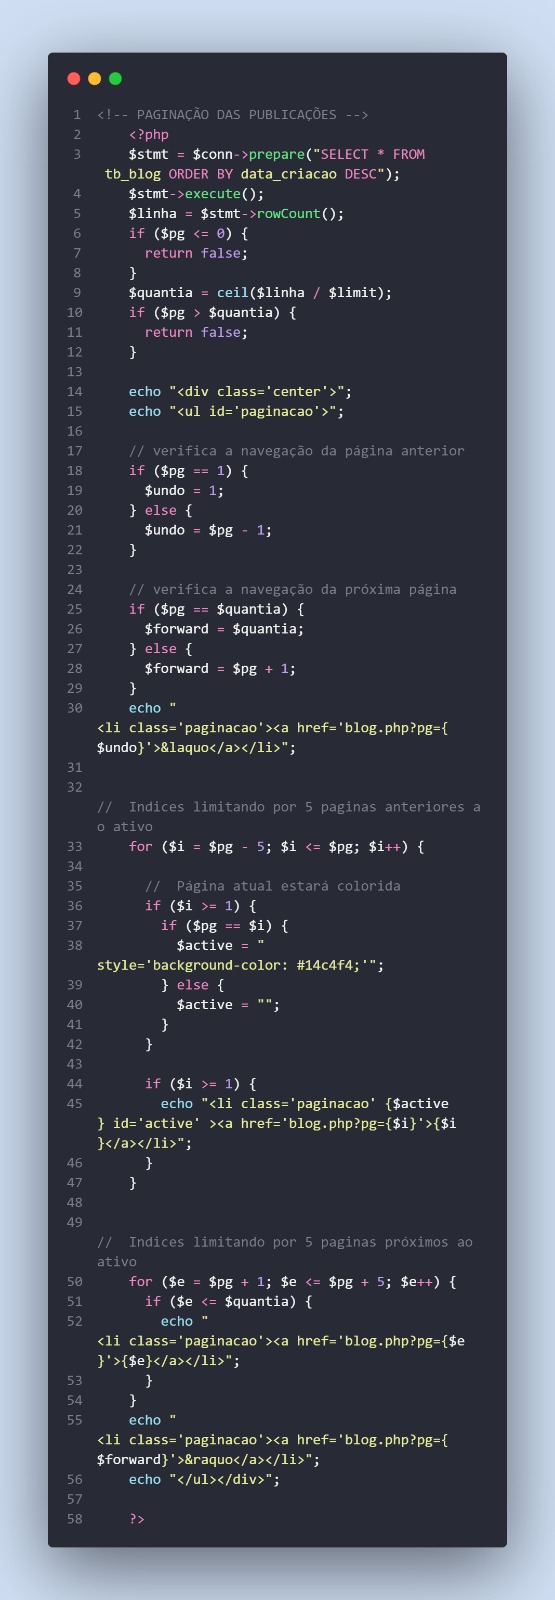 1 <!-- PAGINAÇÃO DAS PUBLICAÇÕES -->
2 <?php
3 $stmt = $conn->prepare("SELECT * FROM
tb_blog ORDER BY data_criacao DESC");
4 $stmt->execute();
5 $linha = $stmt->rowCount();
6 if ($pg <= 0) {
7 return false;
8 }
9 $quantia = ceil($linha / $limit);
10 if ($pg > $quantia) {
11 return false;
12 }
13
14 echo "<div class='center'>";
15 echo "<ul id='paginacao'>";
16
17 // verifica a navegação da página anterior
18 if ($pg == 1) {
19 $undo = 1;
20 } else {
21 $undo = $pg - 1;
22 }
23
24 // verifica a navegação da próxima página
25 if ($pg == $quantia) {
26 $forward = $quantia;
27 } else {
28 $forward = $pg + 1;
29 }
30 echo "
<li class='paginacao'><a href='blog.php?pg={
$undo}'>&laquo</a></li>";
31
32
//  Indices limitando por 5 paginas anteriores a
o ativo
33 for ($i = $pg - 5; $i <= $pg; $i++) {
34
35 //  Página atual estará colorida
36 if ($i >= 1) {
37 if ($pg == $i) {
38 $active = "
style='background-color: #14c4f4;'";
39 } else {
40 $active = "";
41 }
42 }
43
44 if ($i >= 1) {
45 echo "<li class='paginacao' {$active
} id='active' ><a href='blog.php?pg={$i}'>{$i
}</a></li>";
46 }
47 }
48
49
//  Indices limitando por 5 paginas próximos ao
ativo
50 for ($e = $pg + 1; $e <= $pg + 5; $e++) {
51 if ($e <= $quantia) {
52 echo "
<li class='paginacao'><a href='blog.php?pg={$e
}'>{$e}</a></li>";
53 }
54 }
55 echo "
<li class='paginacao'><a href='blog.php?pg={
$forward}'>&raquo</a></li>";
56 echo "</ul></div>";
57
58 ?>